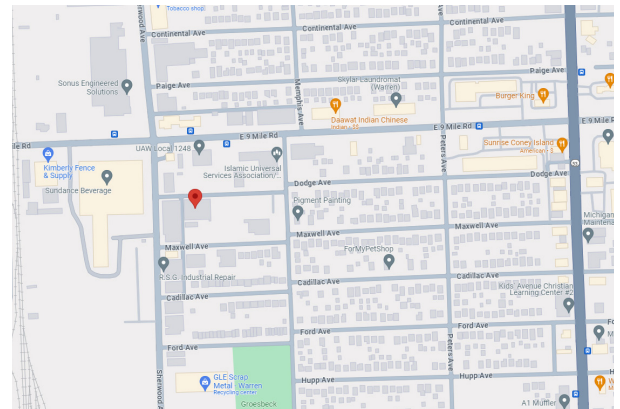 Tobacco shop
Continental Ave
Continental Ave
Continental Ave
Sonus Engineered
Solutions
Paige Ave
Memphis Ave
Skylar Laundromat
(Warren)
Paige Ave
Burger King
Daawat Indian Chinese
Indian
E 9 Mile Rd
E 9 Mile Rd
UAW Local 1248
Sunrise Coney Island
American
Kimberly Fence
& Supply
Sundance Beverage
Islamic Universal
Services Association/...
Peters Ave
Dodge Ave
Dodge Ave
Pigment Painting
Michigan
Maintena
Maxwell Ave
Maxwell Ave
Maxwell Ave
ForMyPetShop
R.S.G. Industrial Repair
Cadillac Ave
Cadillac Ave
Cadillac Ave
Kids' Avenue Christian
Learning Center #2
Ford Ave
Ford Ave
Ford Ave
Peters Ave
Sherwood Ave
GLE Scrap
Metal - Warren
Recycling center
Hupp Ave
Hupp Ave
Groesbeck
A1 Muffler